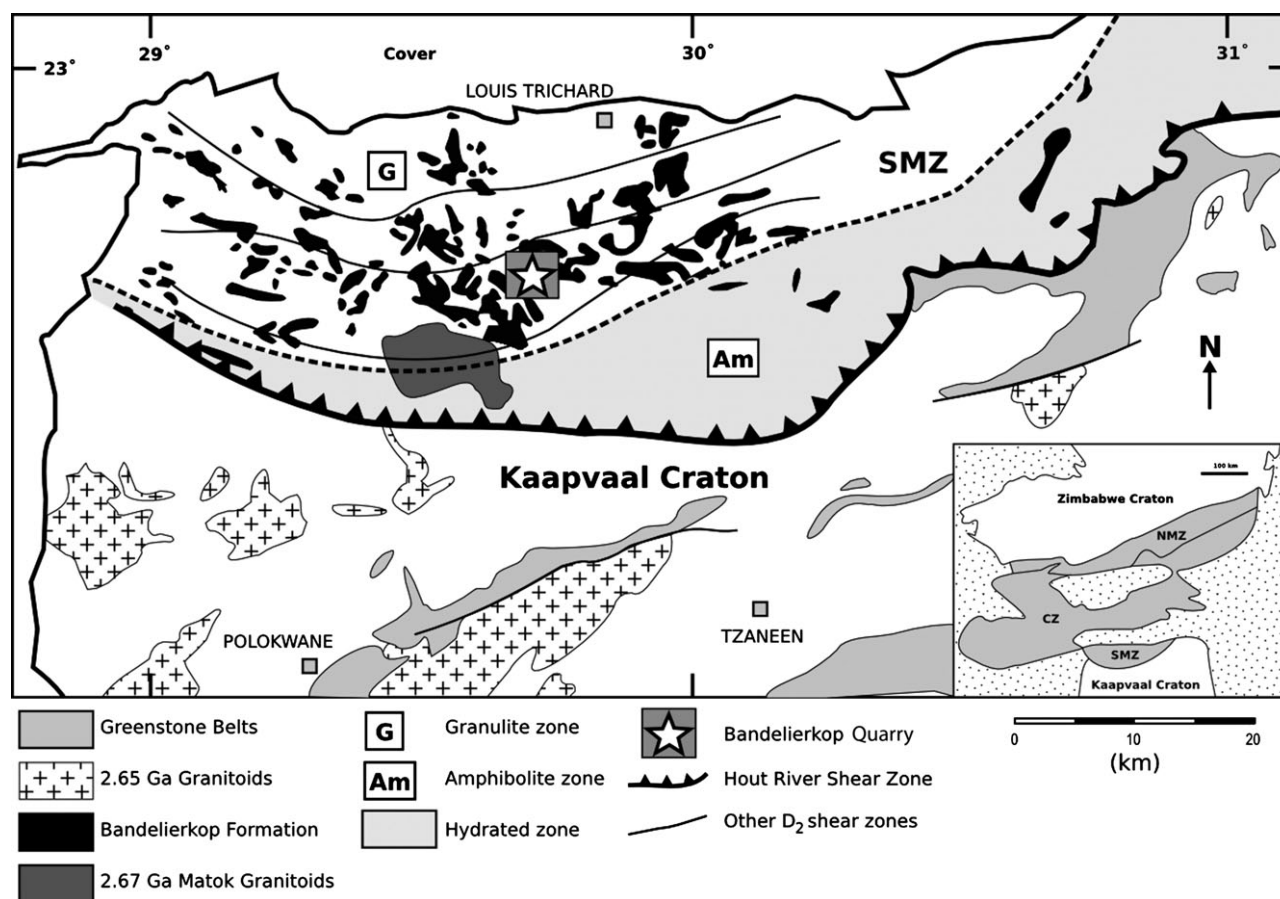 29°
Cover
30°
31°
23°
LOUIS TRICHARD
G
SMZ
Am
N
Kaapvaal Craton
100 km
Zimbabwe Craton
NMZ
CZ
SMZ
Kaapvaal Craton
POLOKWANE
TZANEEN
Greenstone Belts
G
Granulite zone
Bandelierkop Quarry
0
10
20
(km)
2.65 Ga Granitoids
Am
Amphibolite zone
Hout River Shear Zone
Bandelierkop Formation
Hydrated zone
Other D₂ shear zones
2.67 Ga Matok Granitoids